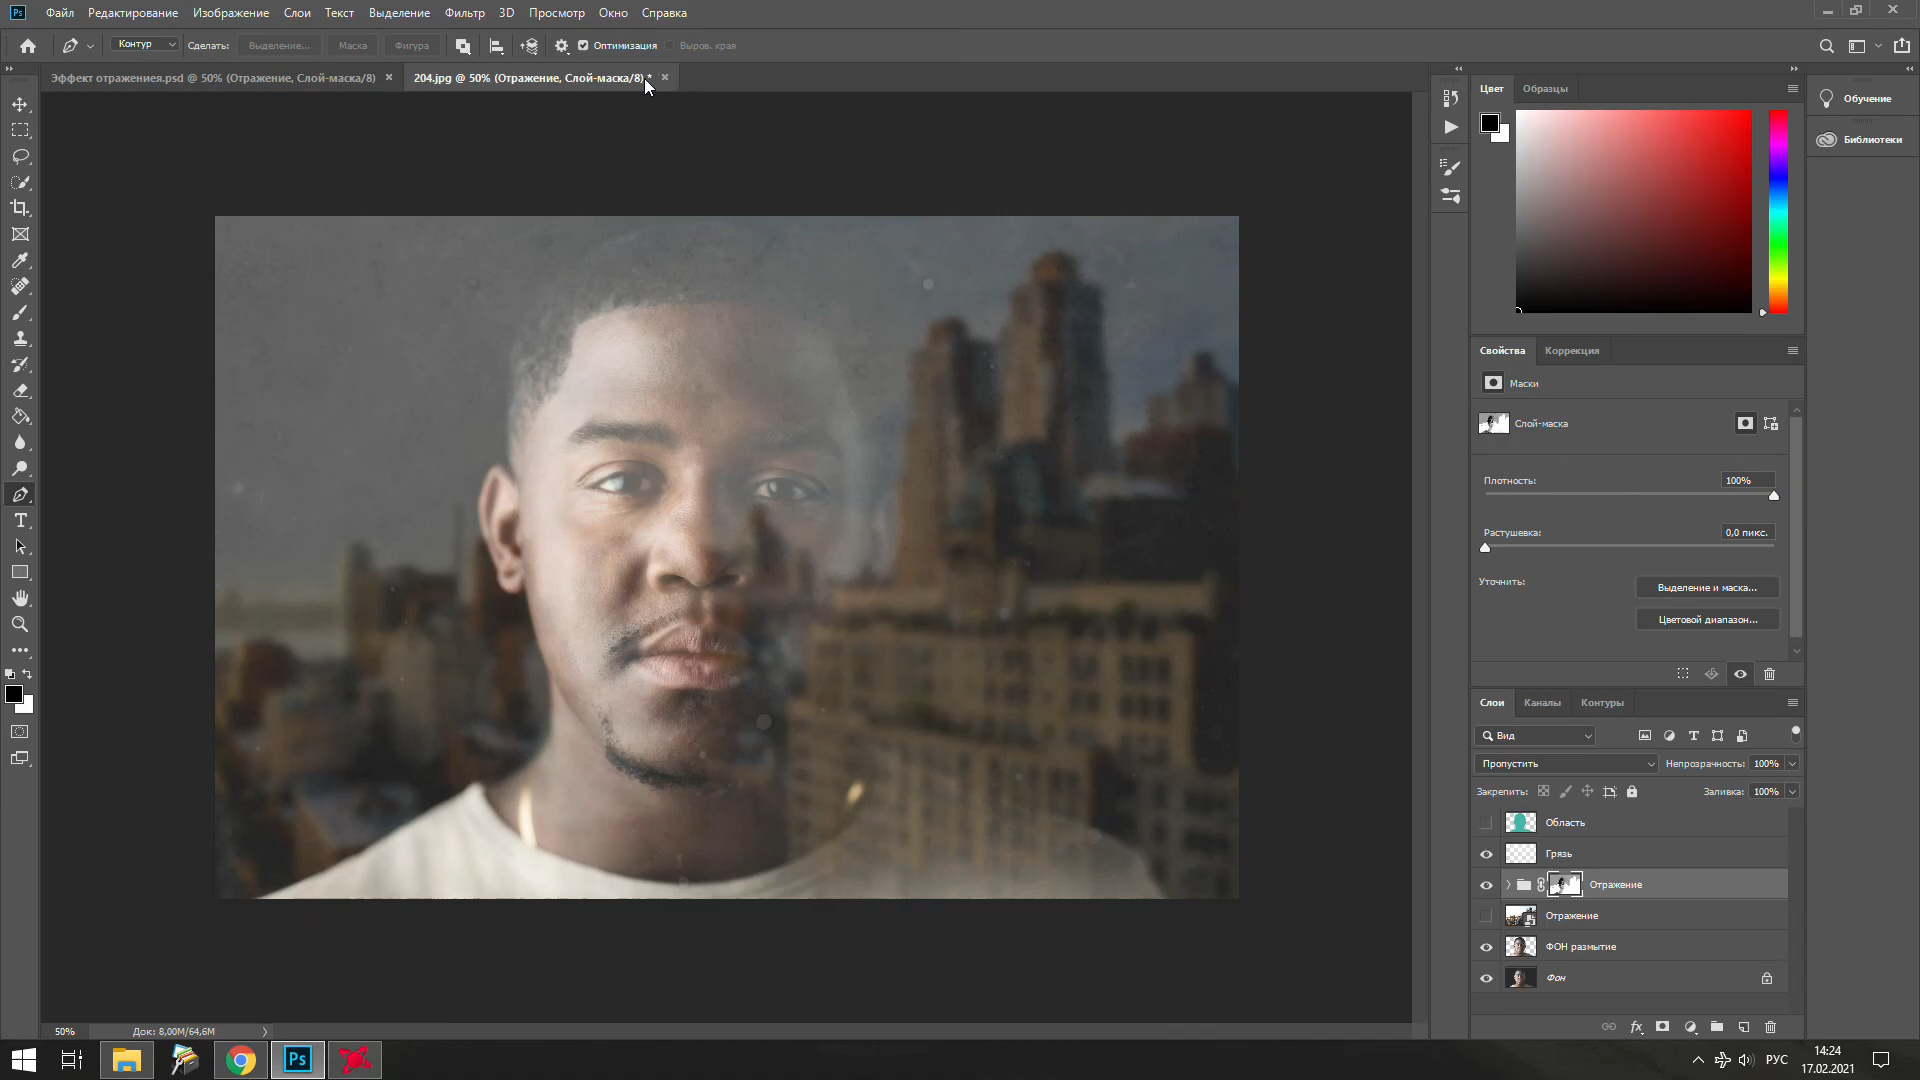 Ps Файл Редактирование Изображение Слои Текст Выделение Фильтр 3D Просмотр Окно Справка
Контур Сделать: Выделение... Маска Фигура Оптимизация Выров. края
Эффект отражениея.psd @ 50% (Отражение, Слой-маска/8) × 204.jpg @ 50% (Отражение, Слой-маска/8) * ×
Цвет Образцы
Обучение
Библиотеки
Свойства Коррекция
Маски
Слой-маска
Плотность: 100%
Растушевка: 0,0 пикс.
Уточнить: Выделение и маска...
Цветовой диапазон...
Слои Каналы Контуры
Вид
Пропустить Непрозрачность: 100%
Закрепить: Заливка: 100%
Область
Грязь
Отражение
Отражение
ФОН размытие
Фон
fx
50% Док: 8,00M/64,6M
Ps РУС 14:24
17.02.2021